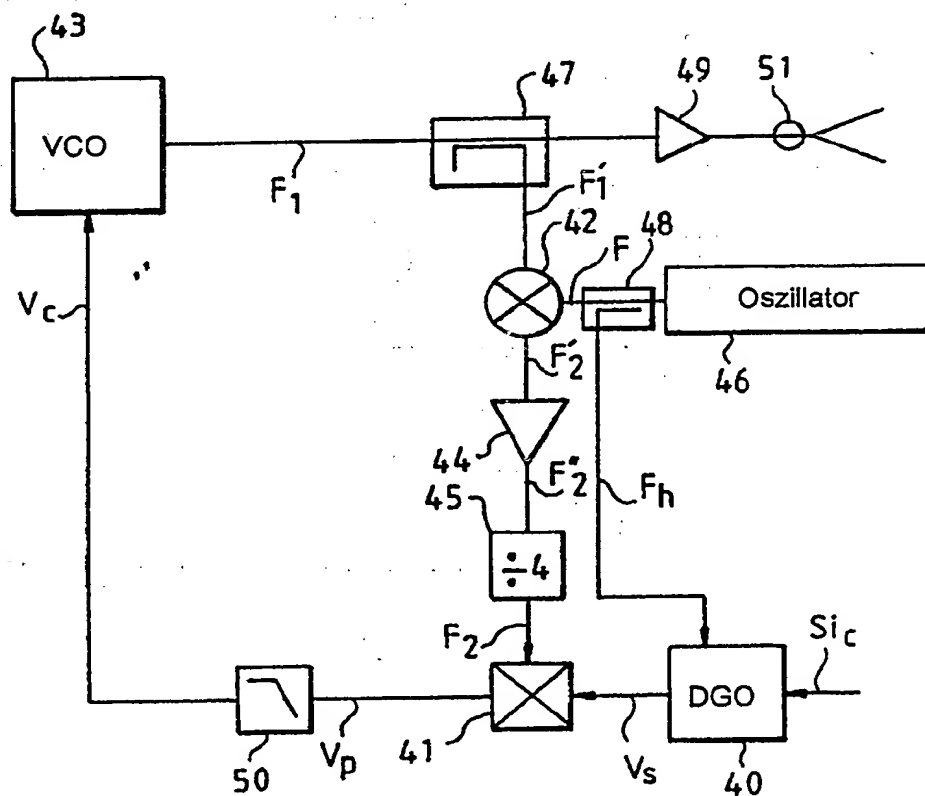 43
47
49
51
VCO
F₁
F₁′
42
F
48
Oszillator
46
Vc
F₂′
44
F₂″
Fh
45
÷4
F₂
Sic
DGO
50
Vp
41
Vs
40